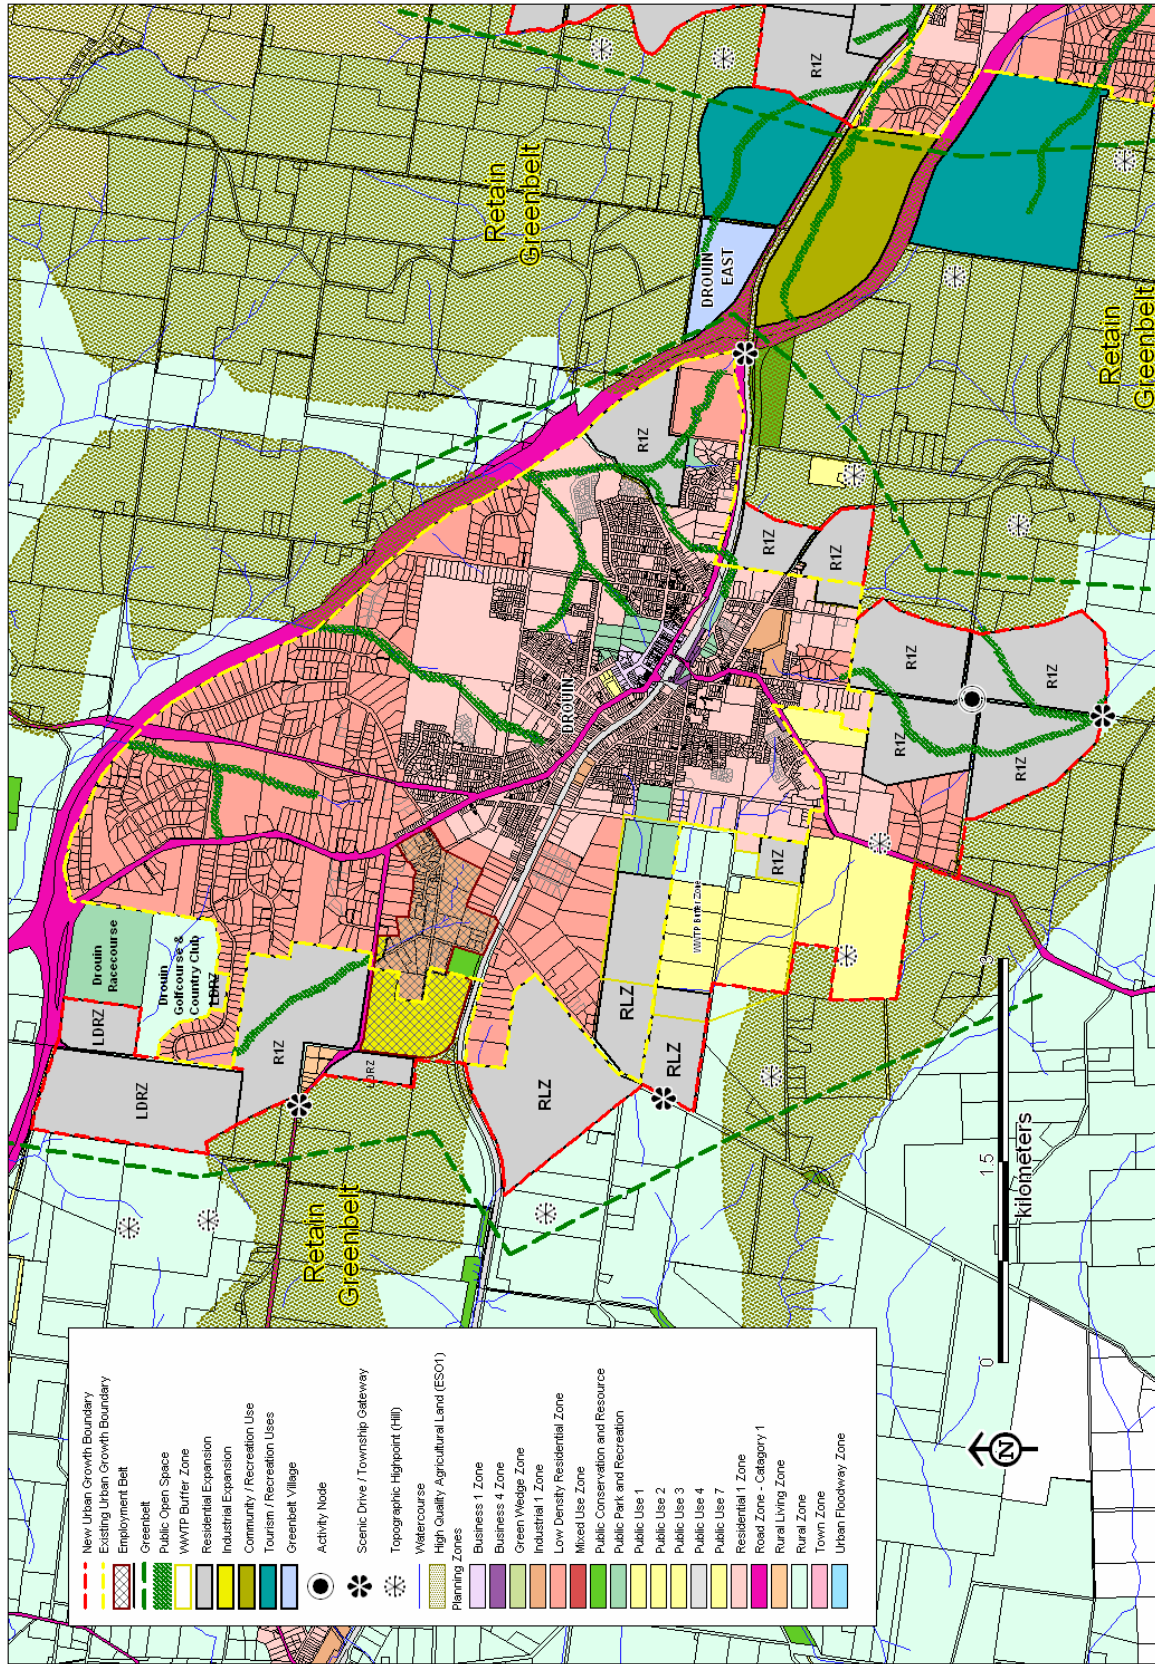 New Urban Growth Boundary
Existing Urban Growth Boundary
Employment Belt
Greenbelt
Public Open Space
WWTP Buffer Zone
Residential Expansion
Industrial Expansion
Community / Recreation Use
Tourism / Recreation Uses
Greenbelt Village
Activity Node
Scenic Drive / Township Gateway
Topographic Highpoint (Hill)
Watercourse
High Quality Agricultural Land (ESO1)
Planning Zones
Business 1 Zone
Business 4 Zone
Green Wedge Zone
Industrial 1 Zone
Low Density Residential Zone
Mixed Use Zone
Public Conservation and Resource
Public Park and Recreation
Public Use 1
Public Use 2
Public Use 3
Public Use 4
Public Use 7
Residential 1 Zone
Road Zone - Catagory 1
Rural Living Zone
Rural Zone
Town Zone
Urban Floodway Zone
LDRZ
LDRZ
Drouin
Racecourse
Drouin
Golfcourse &
Country Club
LDRZ
R1Z
Retain
Greenbelt
RLZ
RLZ
RLZ
WWTP Buffer Zone
R1Z
DROUIN
R1Z
R1Z
R1Z
R1Z
R1Z
R1Z
R1Z
DROUIN
EAST
Retain
Greenbelt
R1Z
Retain
Greenbelt
0
1.5
3
kilometers
N